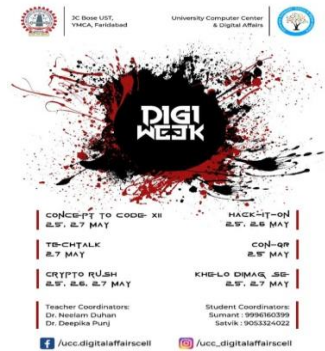 JC Bose UST,
YMCA, Faridabad
University Computer Center
& Digital Affairs
DIGI
WEEK
CONCEPT TO CODE- XII
25, 27 MAY
HACK-IT-ON
25, 26 MAY
TECHTALK
27 MAY
CON-QR
25 MAY
CRYPTO RUSH
25, 26, 27 MAY
KHE-LO DIMAG SE-
25, 27 MAY
Teacher Coordinators:
Dr. Neelam Duhan
Dr. Deepika Punj
Student Coordinators:
Sumant : 9996160399
Satvik : 9053324022
/ucc.digitalaffairscell
/ucc_digitalaffairscell